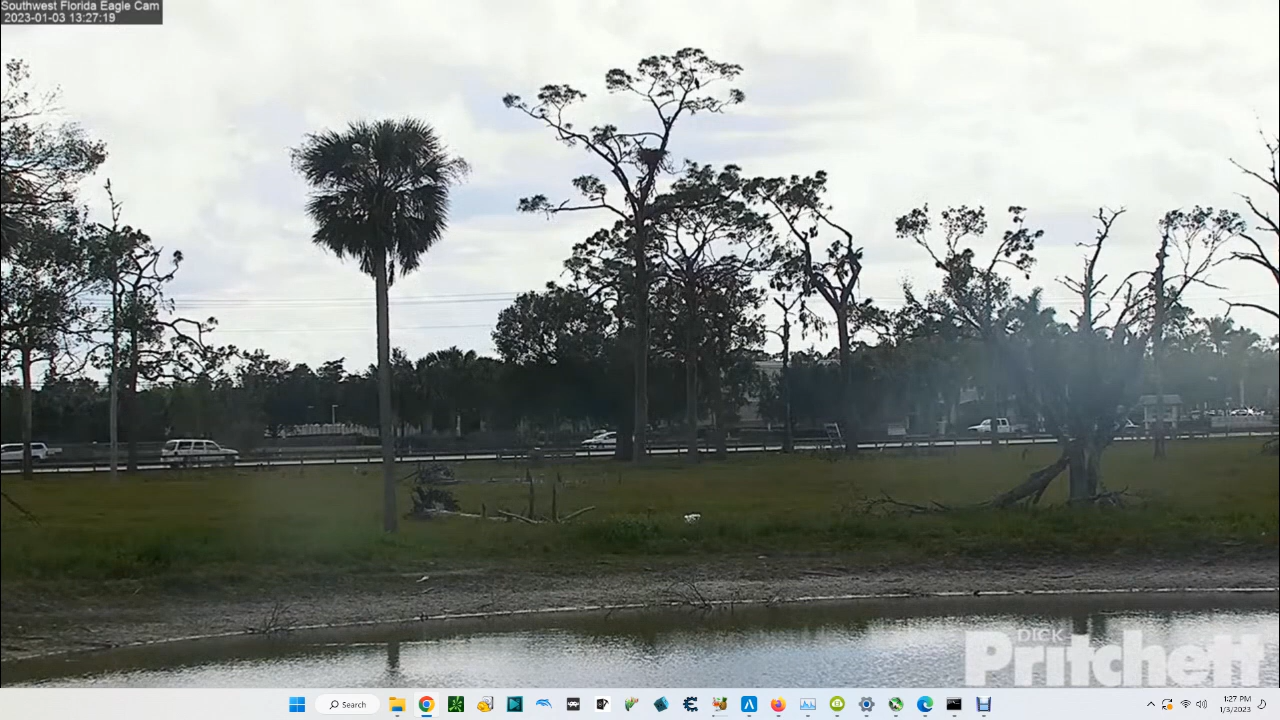 Southwest Florida Eagle Cam
2023-01-03 13:27:19
DICK
Pritchett
Search
1:27 PM
1/3/2023